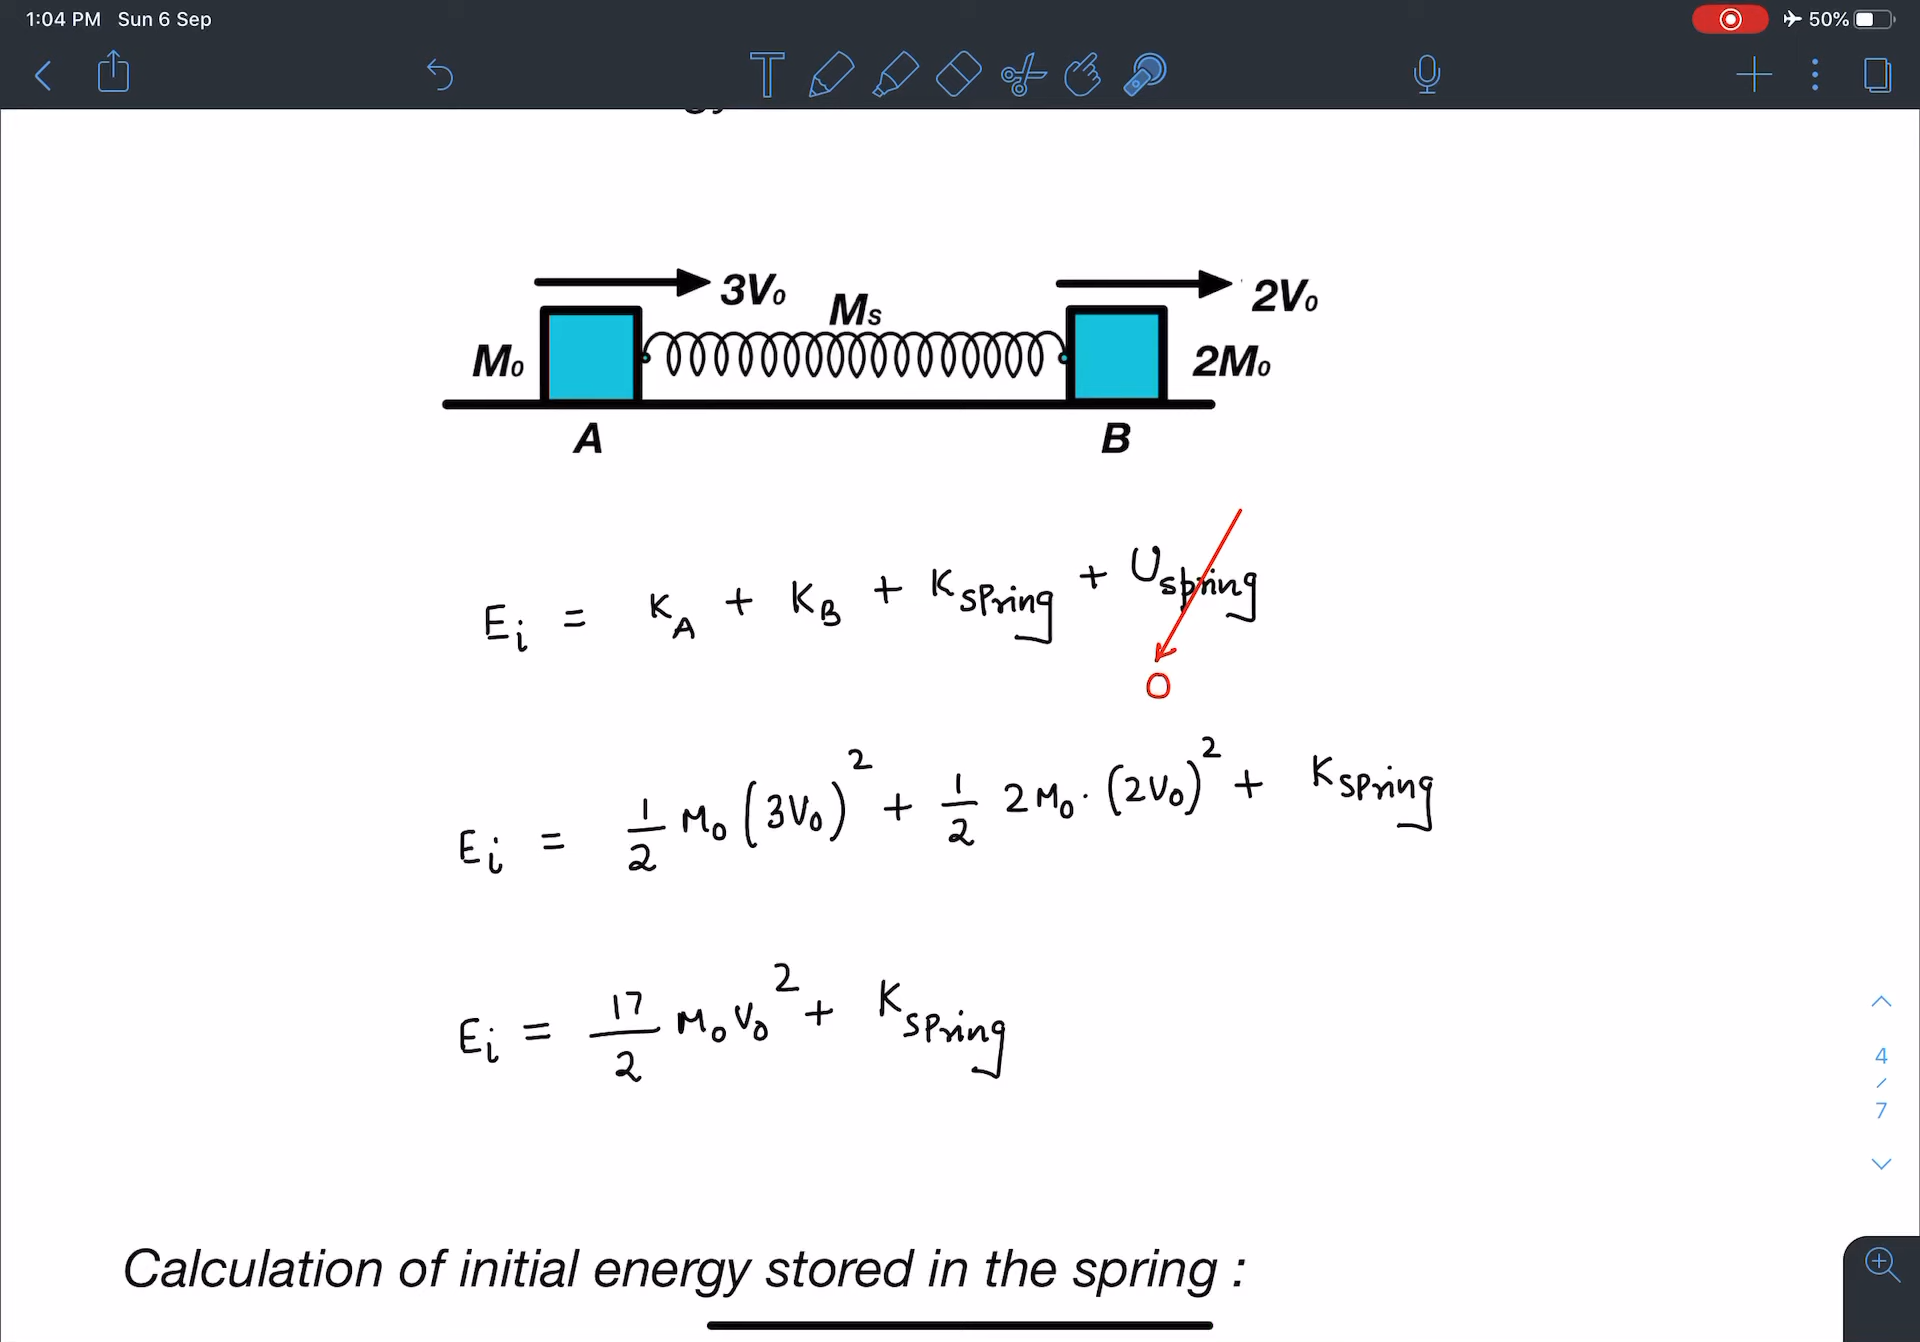 1:04 PM Sun 6 Sep
50%
3V₀
2V₀
Mₛ
M₀
2M₀
A
B
Eᵢ = K_A + K_B + K_spring + U_spring
0
Eᵢ = 1/2 M₀ (3V₀)² + 1/2 2M₀ · (2V₀)² + K_spring
Eᵢ = 17/2 M₀ V₀² + K_spring
4
/
7
Calculation of initial energy stored in the spring :